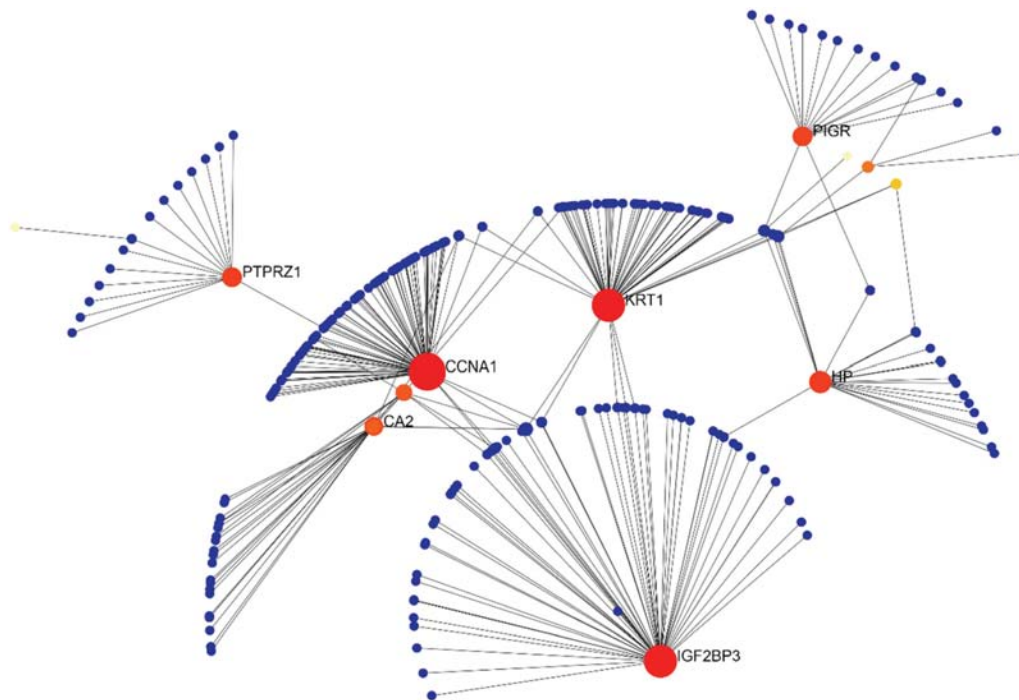 PIGR
PTPRZ1
KRT1
CCNA1
HP
CA2
IGF2BP3